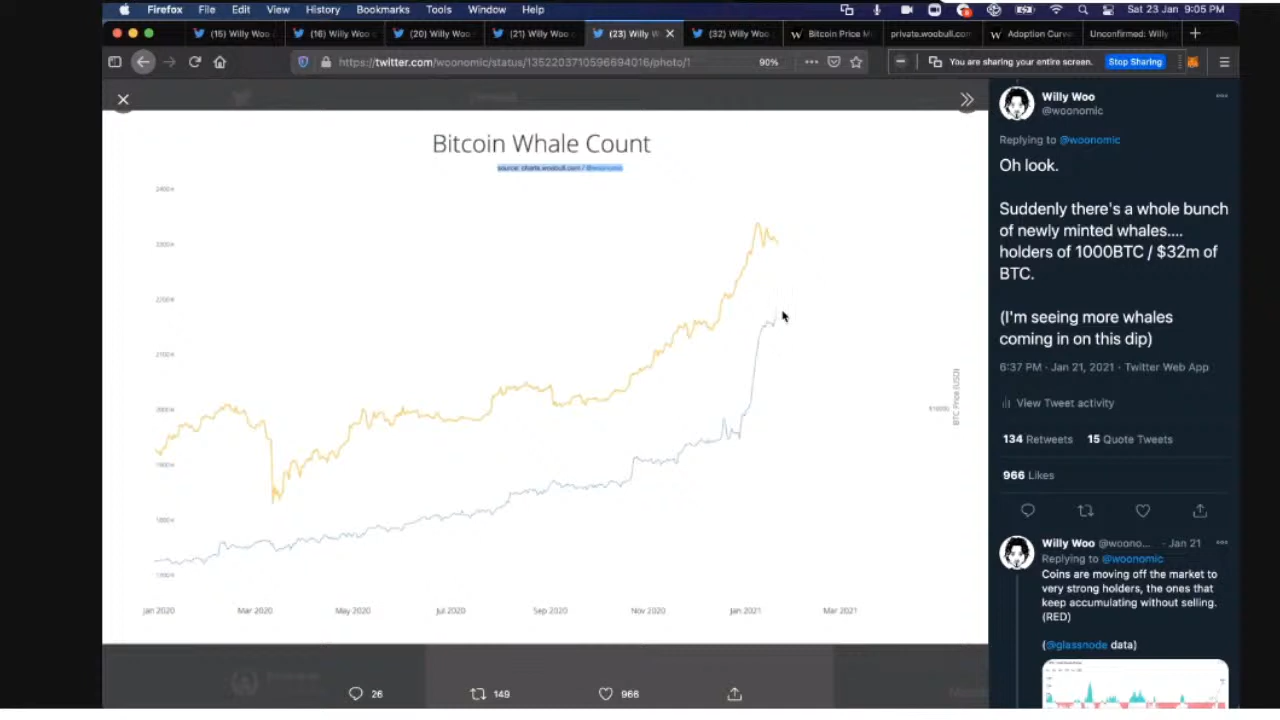 Firefox File Edit View History Bookmarks Tools Window Help Sat 23 Jan 9:05 PM
(15) Willy Woo (16) Willy Woo (20) Willy Woo (21) Willy Woo (23) Willy W (32) Willy Woo Bitcoin Price M private.woobull.com Adoption Curve Unconfirmed: Willy
https://twitter.com/woonomic/status/1352203710596694016/photo/1 90% You are sharing your entire screen. Stop Sharing
Bitcoin Whale Count
source: charts.woobull.com / @woonomic
BTC Price (USD)
Jan 2020 Mar 2020 May 2020 Jul 2020 Sep 2020 Nov 2020 Jan 2021 Mar 2021
26 149 966
Willy Woo
@woonomic
Replying to @woonomic
Oh look.
Suddenly there's a whole bunch
of newly minted whales....
holders of 1000BTC / $32m of
BTC.
(I'm seeing more whales
coming in on this dip)
6:37 PM · Jan 21, 2021 · Twitter Web App
View Tweet activity
134 Retweets 15 Quote Tweets
966 Likes
Willy Woo @woono... · Jan 21
Replying to @woonomic
Coins are moving off the market to
very strong holders, the ones that
keep accumulating without selling.
(RED)
(@glassnode data)